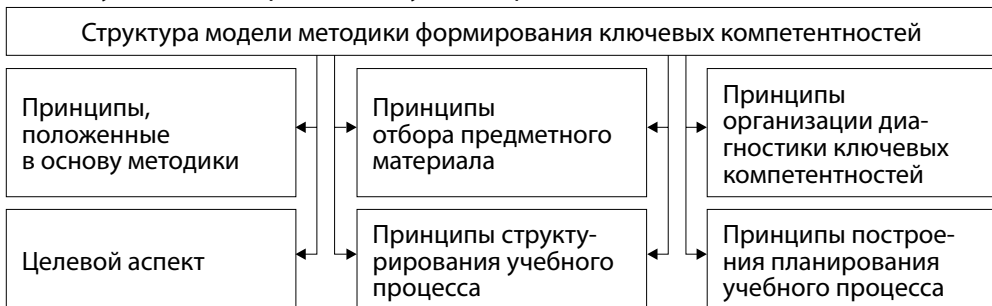 Структура модели методики формирования ключевых компетентностей
Принципы,
положенные
в основу методики
Принципы
отбора предметного
материала
Принципы
организации диа-
гностики ключевых
компетентностей
Целевой аспект
Принципы структу-
рирования учебного
процесса
Принципы построе-
ния планирования
учебного процесса